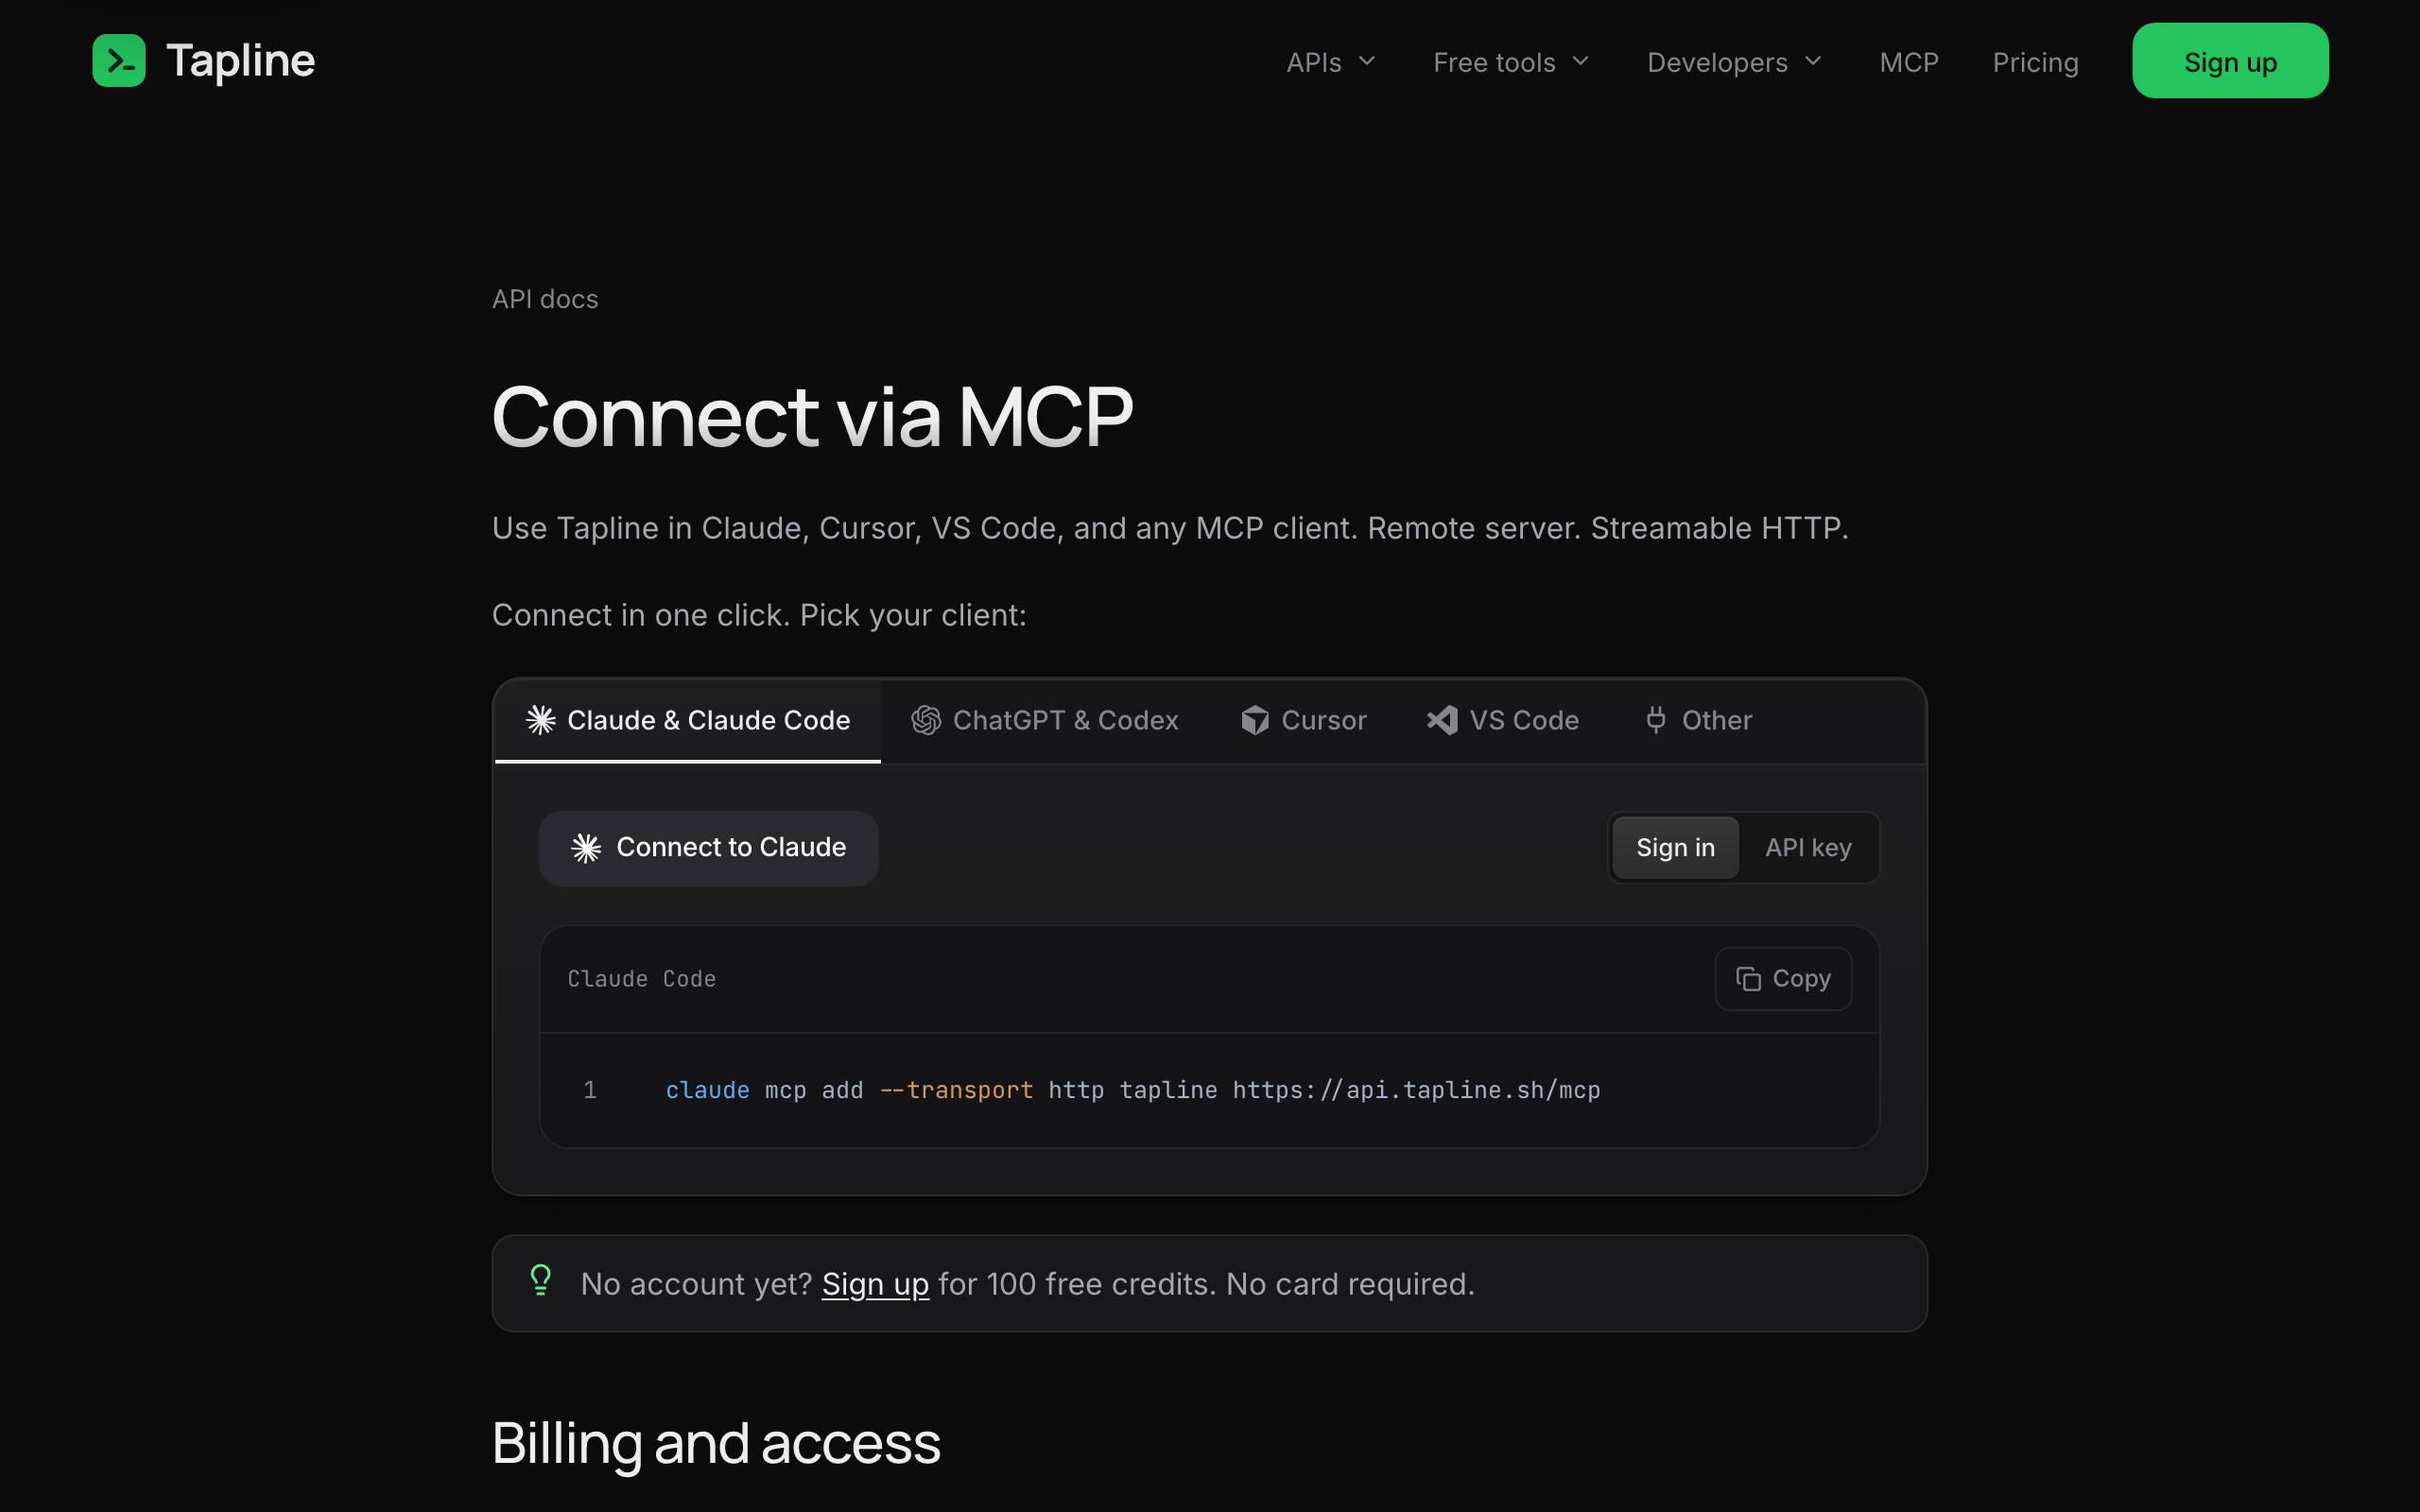 Tapline
APIs
Free tools
Developers
MCP
Pricing
Sign up
API docs
Connect via MCP
Use Tapline in Claude, Cursor, VS Code, and any MCP client. Remote server. Streamable HTTP.
Connect in one click. Pick your client:
Claude & Claude Code
ChatGPT & Codex
Cursor
VS Code
Other
Connect to Claude
Sign in
API key
Claude Code
Copy
1 claude mcp add --transport http tapline https://api.tapline.sh/mcp
No account yet? Sign up for 100 free credits. No card required.
Billing and access